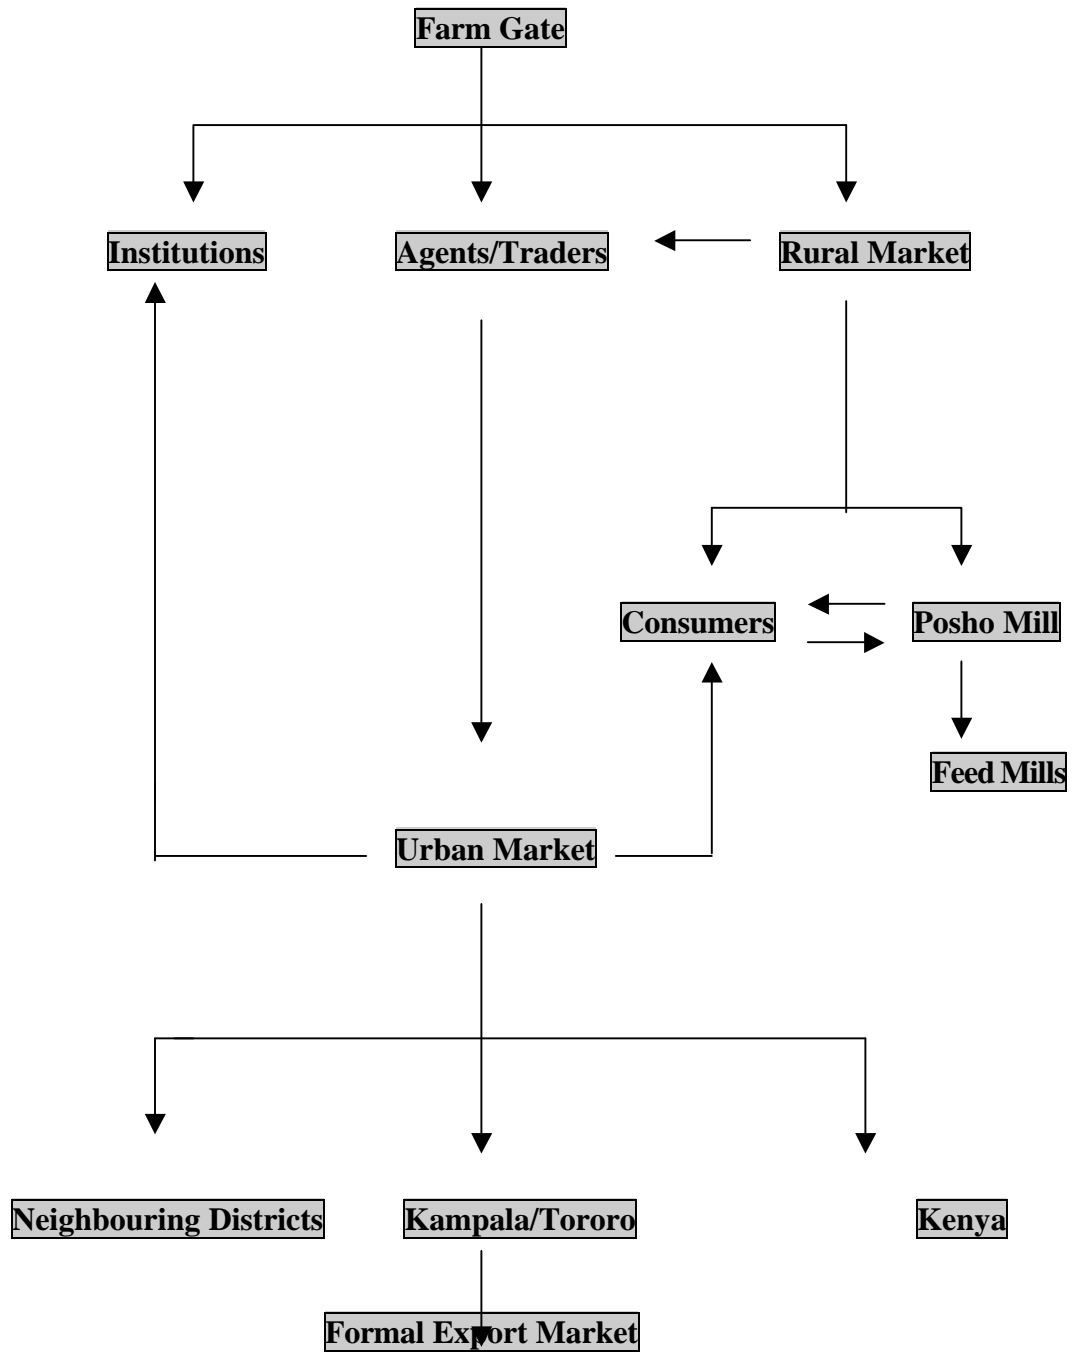 Farm Gate
Institutions
Agents/Traders
Rural Market
Consumers
Posho Mill
Feed Mills
Urban Market
Neighbouring Districts
Kampala/Tororo
Kenya
Formal Export Market